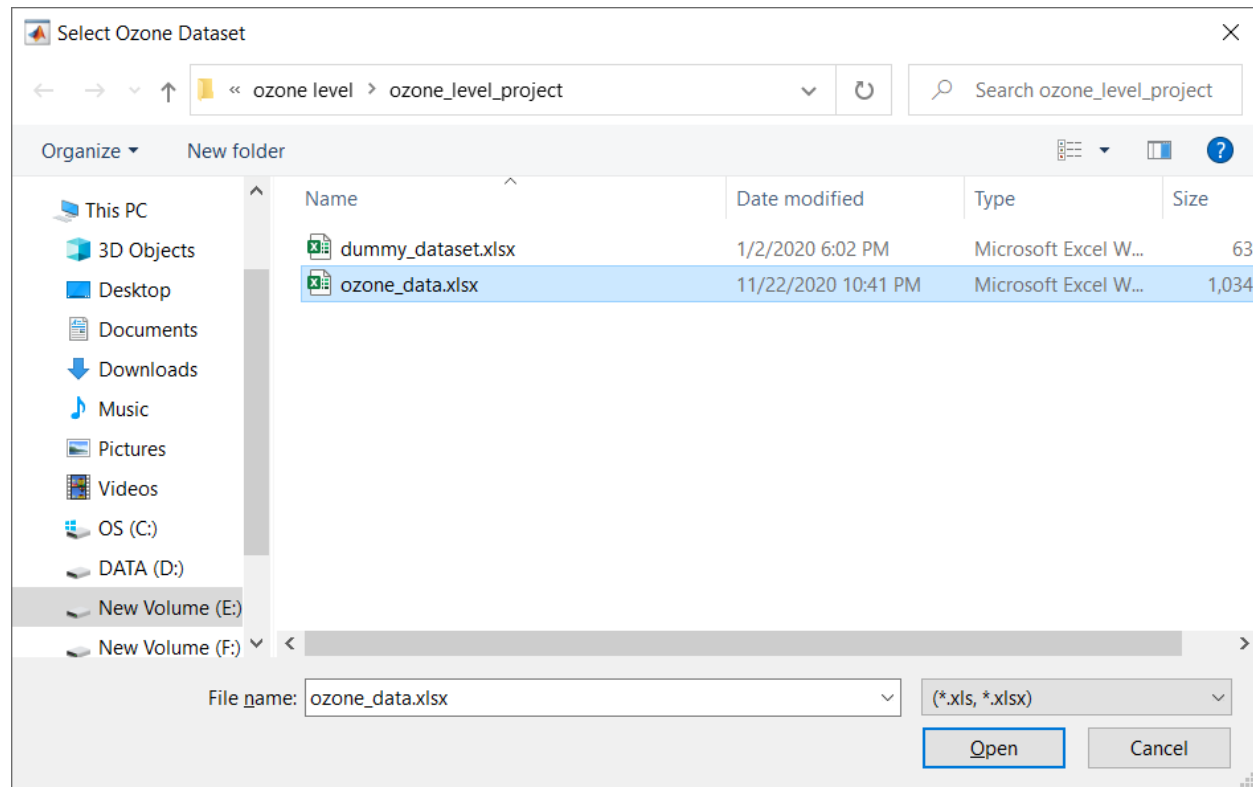 Select Ozone Dataset
« ozone level > ozone_level_project
Search ozone_level_project
Organize
New folder
?
Name Date modified Type Size
This PC
3D Objects
Desktop
Documents
Downloads
Music
Pictures
Videos
OS (C:)
DATA (D:)
New Volume (E:)
New Volume (F:)
dummy_dataset.xlsx 1/2/2020 6:02 PM Microsoft Excel W... 63
ozone_data.xlsx 11/22/2020 10:41 PM Microsoft Excel W... 1,034
File name: ozone_data.xlsx (*.xls, *.xlsx)
Open Cancel